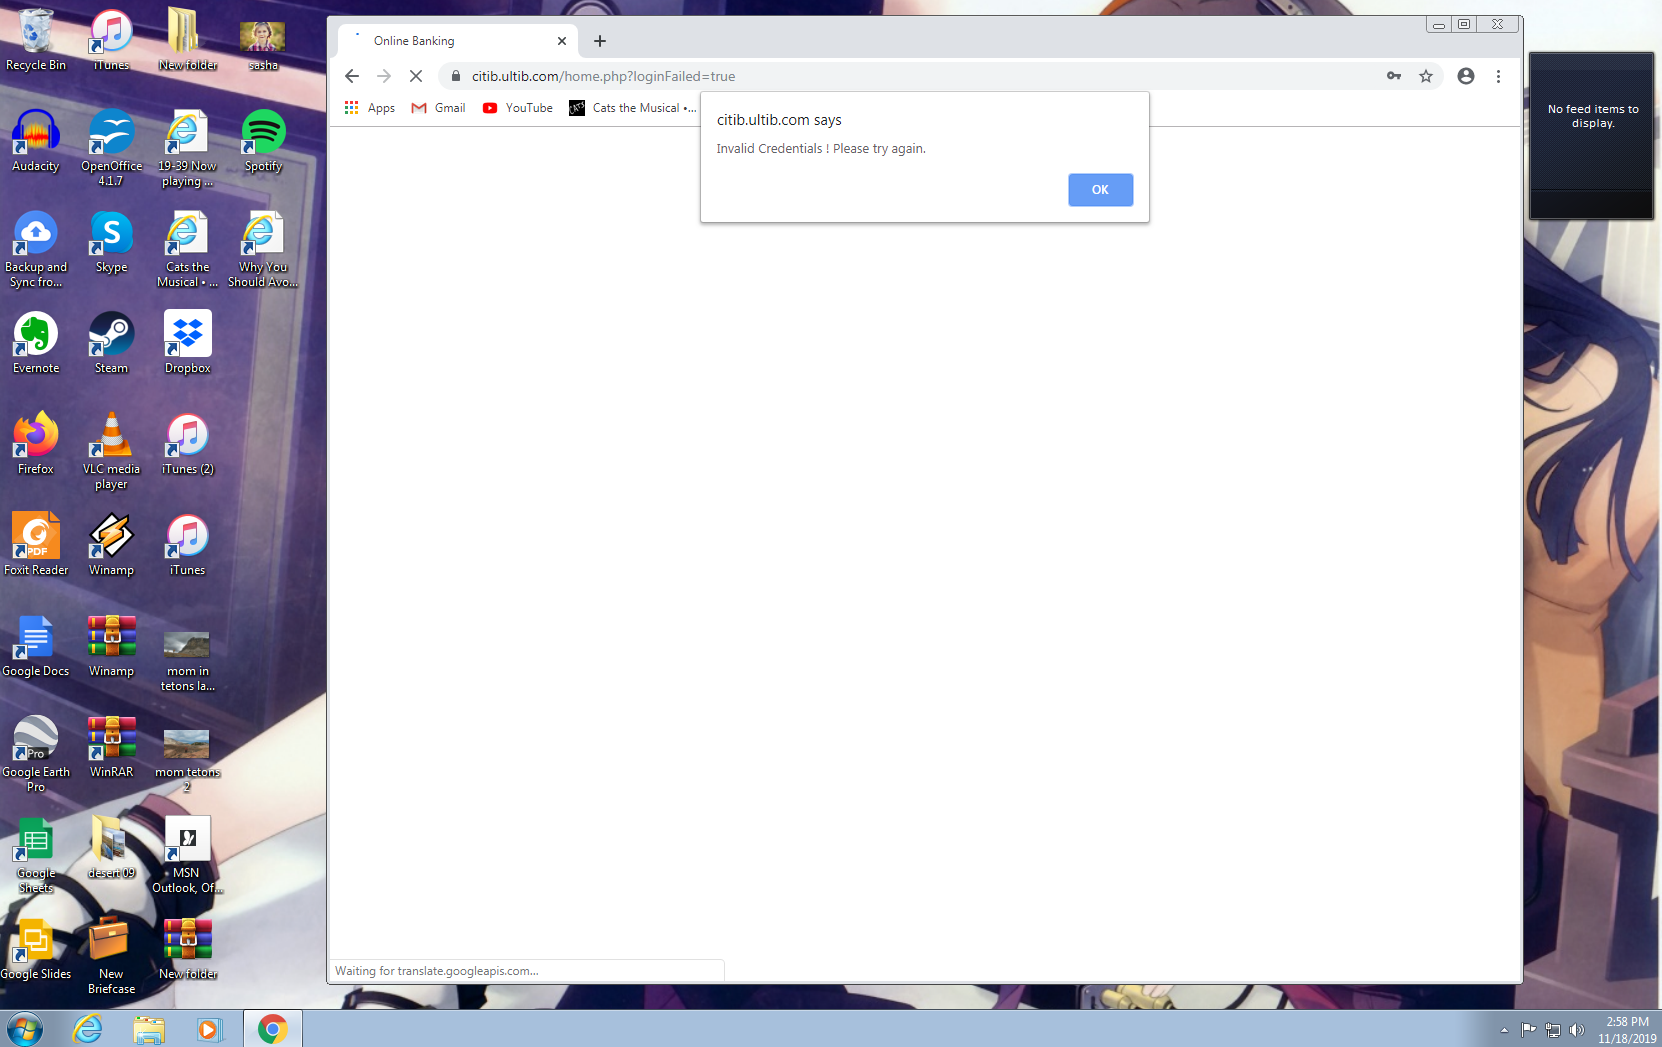 Recycle Bin
iTunes
New folder
sasha
Audacity
OpenOffice
4.1.7
19-39 Now
playing ...
Spotify
Backup and
Sync fro...
Skype
Cats the
Musical • ...
Why You
Should Avo...
Evernote
Steam
Dropbox
Firefox
VLC media
player
iTunes (2)
PDF
Foxit Reader
Winamp
iTunes
Google Docs
Winamp
mom in
tetons la...
Pro
Google Earth
Pro
WinRAR
mom tetons
2
Google
Sheets
desert 09
MSN
Outlook, Of...
Google Slides
New
Briefcase
New folder
Online Banking
citib.ultib.com/home.php?loginFailed=true
Apps
Gmail
YouTube
CATS
Cats the Musical •...
citib.ultib.com says
Invalid Credentials ! Please try again.
OK
Waiting for translate.googleapis.com...
No feed items to
display.
2:58 PM
11/18/2019